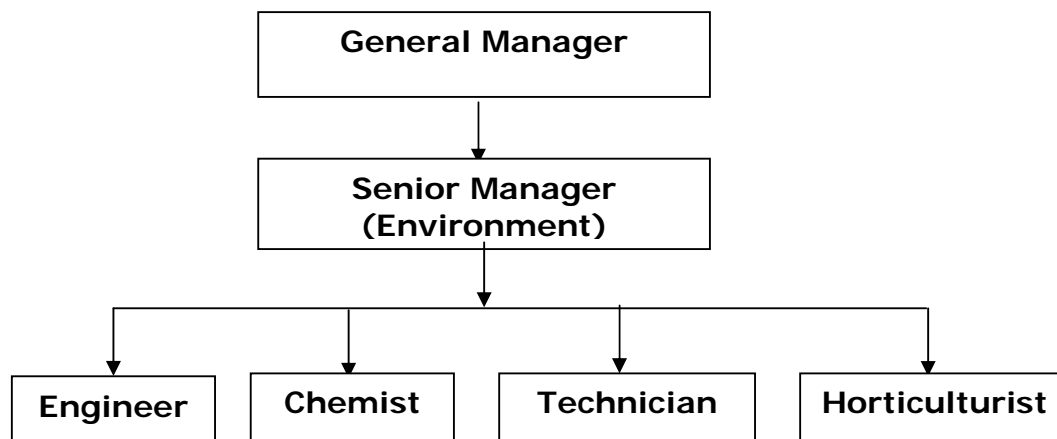 General Manager
Senior Manager
(Environment)
Engineer
Chemist
Technician
Horticulturist